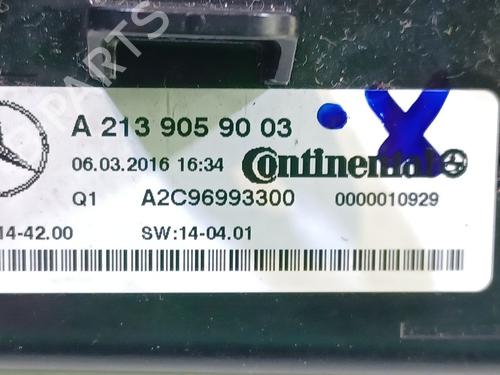 A 213 905 90 03
06.03.2016 16:34 Continental
Q1 A2C96993300 0000010929
14-42.00 SW:14-04.01
PARTS